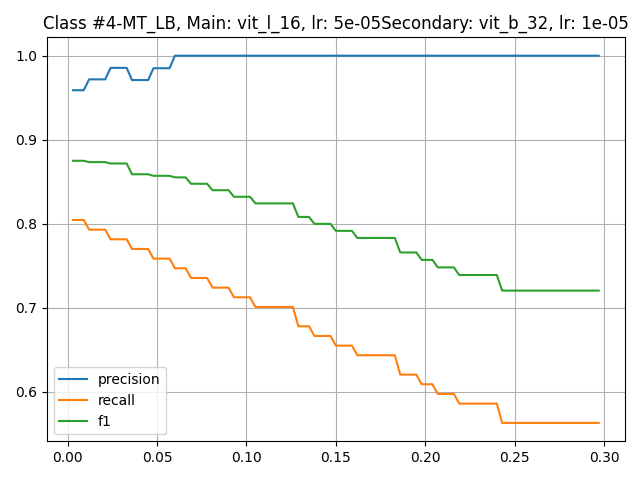 Class #4-MT_LB, Main: vit_l_16, lr: 5e-05Secondary: vit_b_32, lr: 1e-05
1.0
0.9
0.8
0.7
0.6
precision
recall
f1
0.00 0.05 0.10 0.15 0.20 0.25 0.30